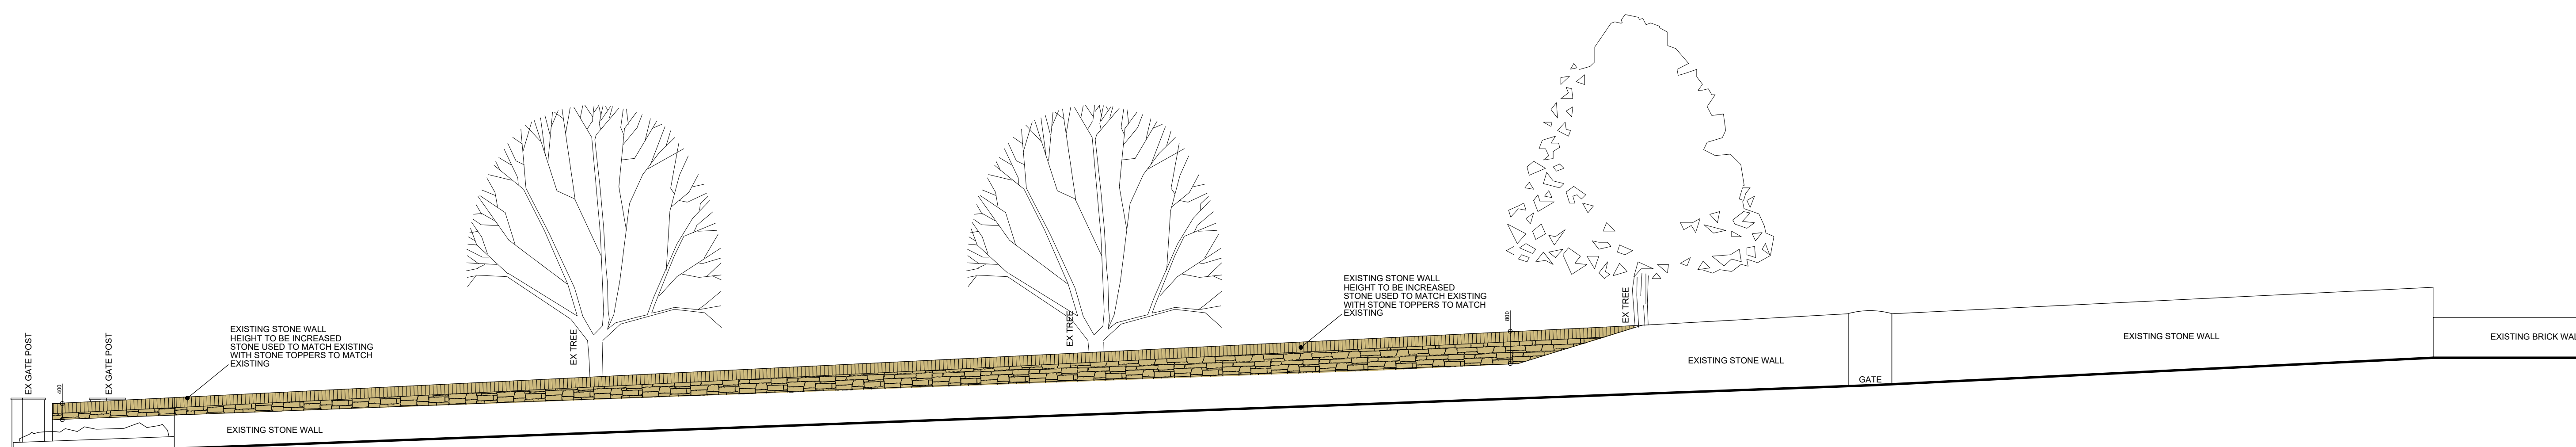 EX GATE POST
400
EX GATE POST
EXISTING STONE WALL
HEIGHT TO BE INCREASED
STONE USED TO MATCH EXISTING
WITH STONE TOPPERS TO MATCH
EXISTING
EXISTING STONE WALL
EX TREE
EX TREE
EXISTING STONE WALL
HEIGHT TO BE INCREASED
STONE USED TO MATCH EXISTING
WITH STONE TOPPERS TO MATCH
EXISTING
800
EX TREE
EXISTING STONE WALL
GATE
EXISTING STOE WALL
EXISTING BRICK WAL